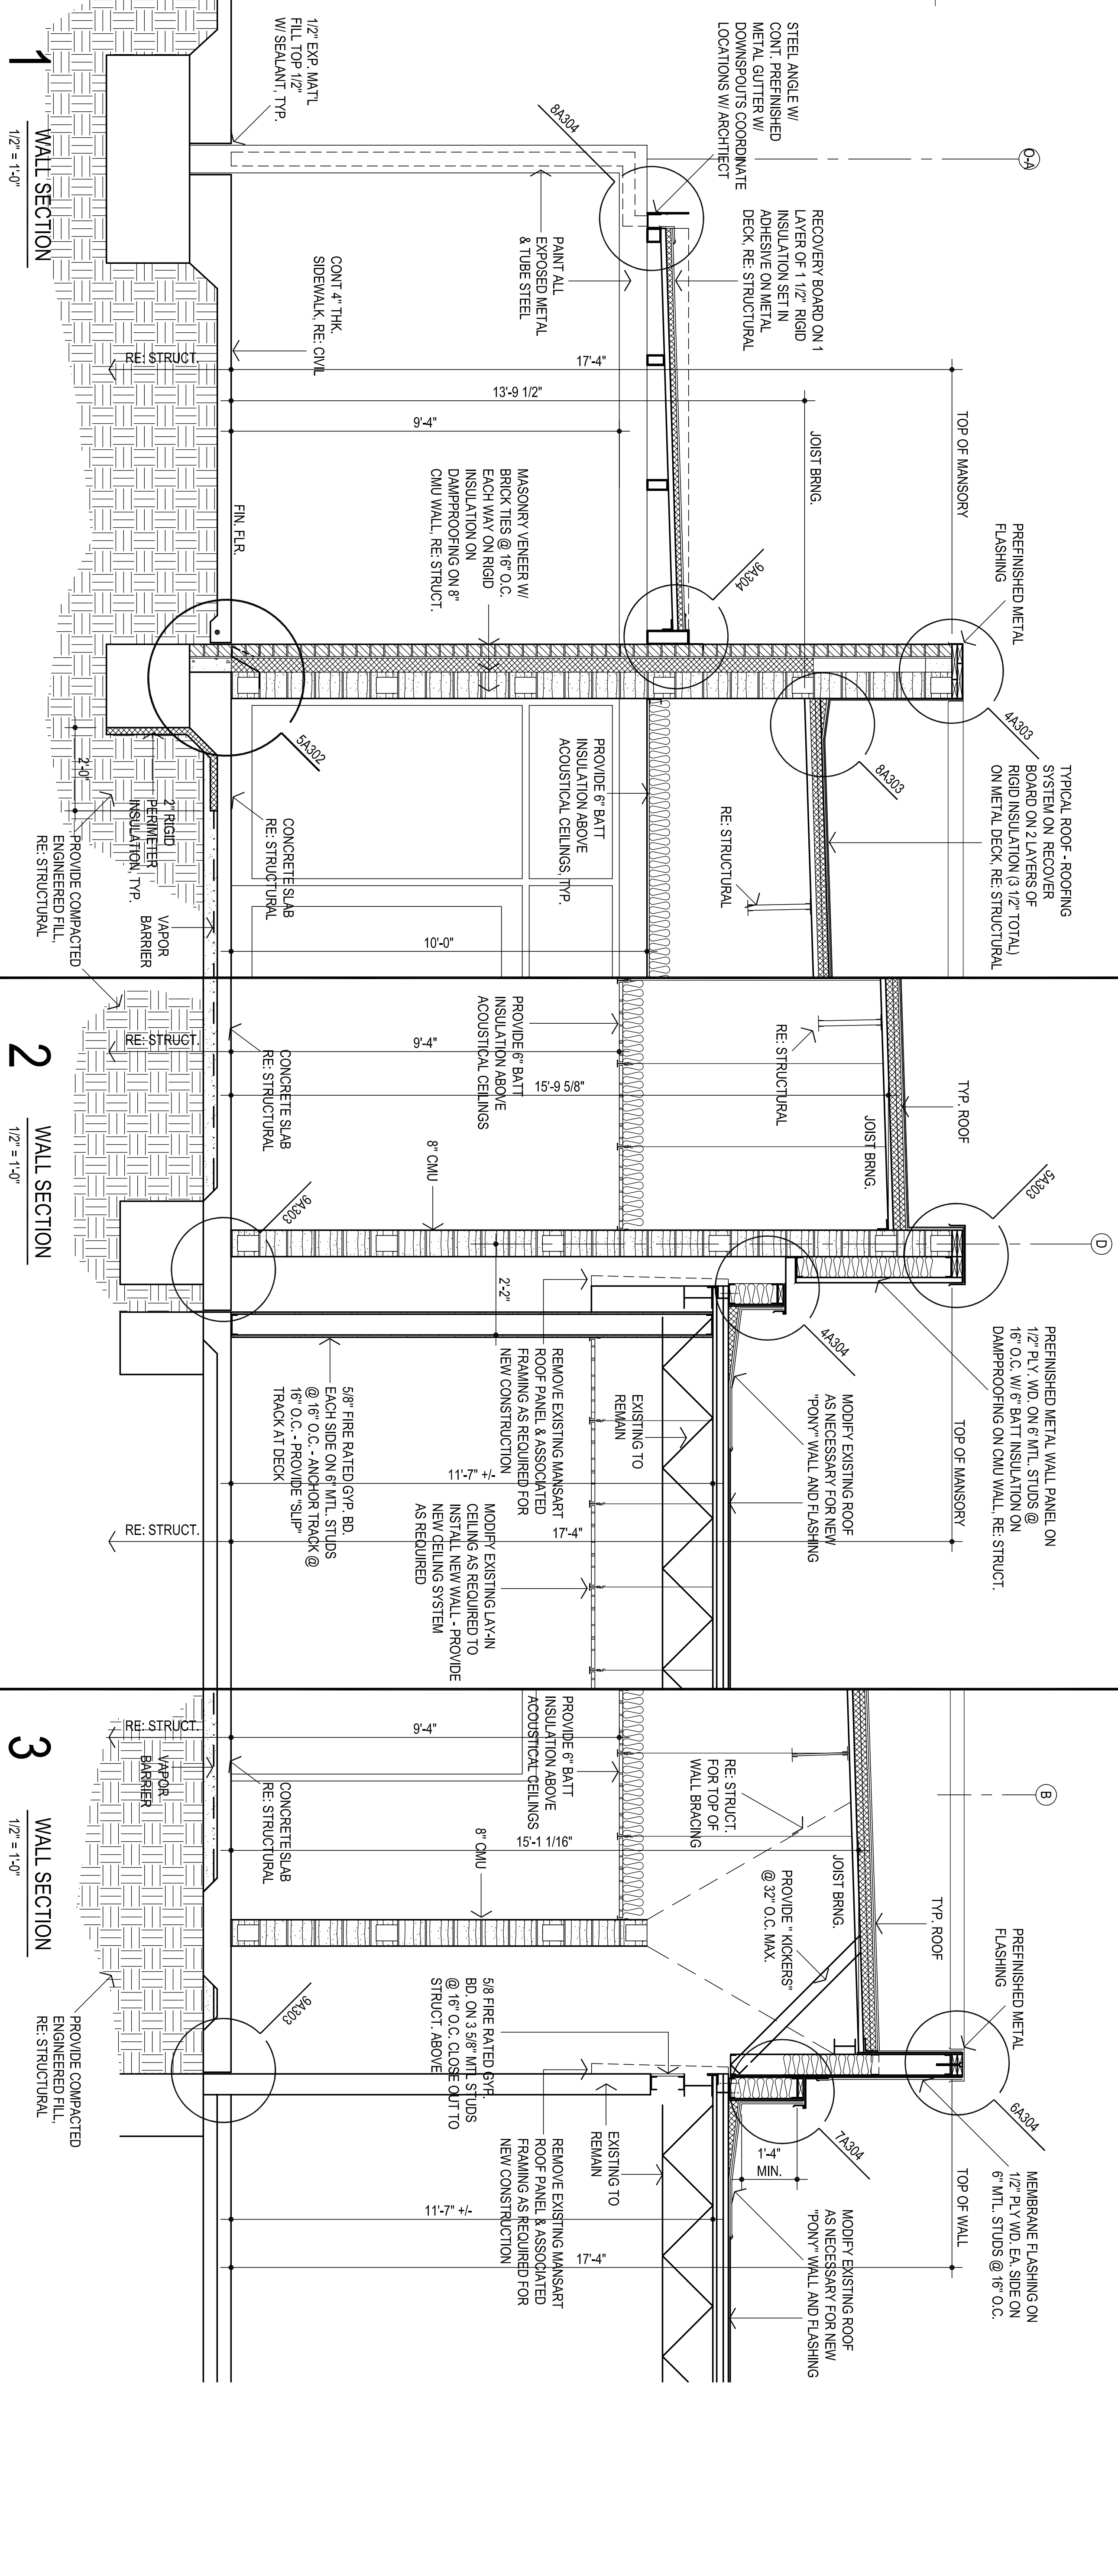 STEEL ANGLE W/
CONT. PREFINISHED
METAL GUTTER W/
DOWNSPOUTS COORDINATE
LOCATIONS W/ ARCHTIECT
1/2" EXP. MAT'L
FILL TOP 1/2"
W/ SEALANT, TYP.
8A304
O-A
RECOVERY BOARD ON 1
LAYER OF 1 1/2" RIGID
INSULATION SET IN
ADHESIVE ON METAL
DECK, RE: STRUCTURAL
PAINT ALL
EXPOSED METAL
& TUBE STEEL
CONT 4" THK.
SIDEWALK, RE: CIVIL
RE: STRUCT.
17'-4"
13'-9 1/2"
9'-4"
TOP OF MANSORY
JOIST BRNG.
FIN. FLR.
MASONRY VENEER W/
BRICK TIES @ 16" O.C.
EACH WAY ON RIGID
INSULATION ON
DAMPPROOFING ON 8"
CMU WALL, RE: STRUCT.
PREFINISHED METAL
FLASHING
9A304
4A303
8A303
5A302
TYPICAL ROOF - ROOFING
SYSTEM ON RECOVER
BOARD ON 2 LAYERS OF
RIGID INSULATION (3 1/2" TOTAL)
ON METAL DECK, RE: STRUCTURAL
PROVIDE 6" BATT
INSULATION ABOVE
ACOUSTICAL CEILINGS, TYP.
RE: STRUCTURAL
CONCRETE SLAB
RE: STRUCTURAL
2'-0"
2" RIGID
PERIMETER
INSULATION, TYP.
VAPOR
BARRIER
PROVIDE COMPACTED
ENGINEERED FILL,
RE: STRUCTURAL
10'-0"
1
WALL SECTION
1/2" = 1'-0"
PROVIDE 6" BATT
INSULATION ABOVE
ACOUSTICAL CEILINGS
RE: STRUCTURAL
TYP. ROOF
JOIST BRNG.
CONCRETE SLAB
RE: STRUCTURAL
RE: STRUCT.
9'-4"
15'-9 5/8"
8" CMU
5A303
D
9A303
4A304
2'-2"
PREFINISHED METAL WALL PANEL ON
1/2" PLY. WD. ON 6" MTL. STUDS @
16" O.C. W/ 6" BATT INSULATION ON
DAMPPROOFING ON CMU WALL, RE: STRUCT.
TOP OF MANSORY
MODIFY EXISTING ROOF
AS NECESSARY FOR NEW
"PONY" WALL AND FLASHING
EXISTING TO
REMAIN
REMOVE EXISTING MANSART
ROOF PANEL & ASSOCIATED
FRAMING AS REQUIRED FOR
NEW CONSTRUCTION
5/8" FIRE RATED GYP. BD.
EACH SIDE ON 6" MTL. STUDS
@ 16" O.C. - ANCHOR TRACK @
16" O.C. - PROVIDE "SLIP"
TRACK AT DECK
11'-7" +/-
17'-4"
RE: STRUCT.
MODIFY EXISTING LAY-IN
CEILING AS REQUIRED TO
INSTALL NEW WALL - PROVIDE
NEW CEILING SYSTEM
AS REQUIRED
2
WALL SECTION
1/2" = 1'-0"
PROVIDE 6" BATT
INSULATION ABOVE
ACOUSTICAL CEILINGS
RE: STRUCT.
9'-4"
15'-1 1/16"
VAPOR
BARRIER
CONCRETE SLAB
RE: STRUCTURAL
RE: STRUCT.
FOR TOP OF
WALL BRACING
8" CMU
B
JOIST BRNG.
PROVIDE " KICKERS"
@ 32" O.C. MAX.
TYP. ROOF
PREFINISHED METAL
FLASHING
5/8 FIRE RATED GYP.
BD. ON 3 5/8" MTL STUDS
@ 16" O.C. CLOSE OUT TO
STRUCT. ABOVE
9A303
PROVIDE COMPACTED
ENGINEERED FILL,
RE: STRUCTURAL
6A304
7A304
1'-4"
MIN.
EXISTING TO
REMAIN
REMOVE EXISTING MANSART
ROOF PANEL & ASSOCIATED
FRAMING AS REQUIRED FOR
NEW CONSTRUCTION
TOP OF WALL
MEMBRANE FLASHING ON
1/2" PLY WD. EA. SIDE ON
6" MTL. STUDS @ 16" O.C.
MODIFY EXISTING ROOF
AS NECESSARY FOR NEW
"PONY" WALL AND FLASHING
11'-7" +/-
17'-4"
3
WALL SECTION
1/2" = 1'-0"